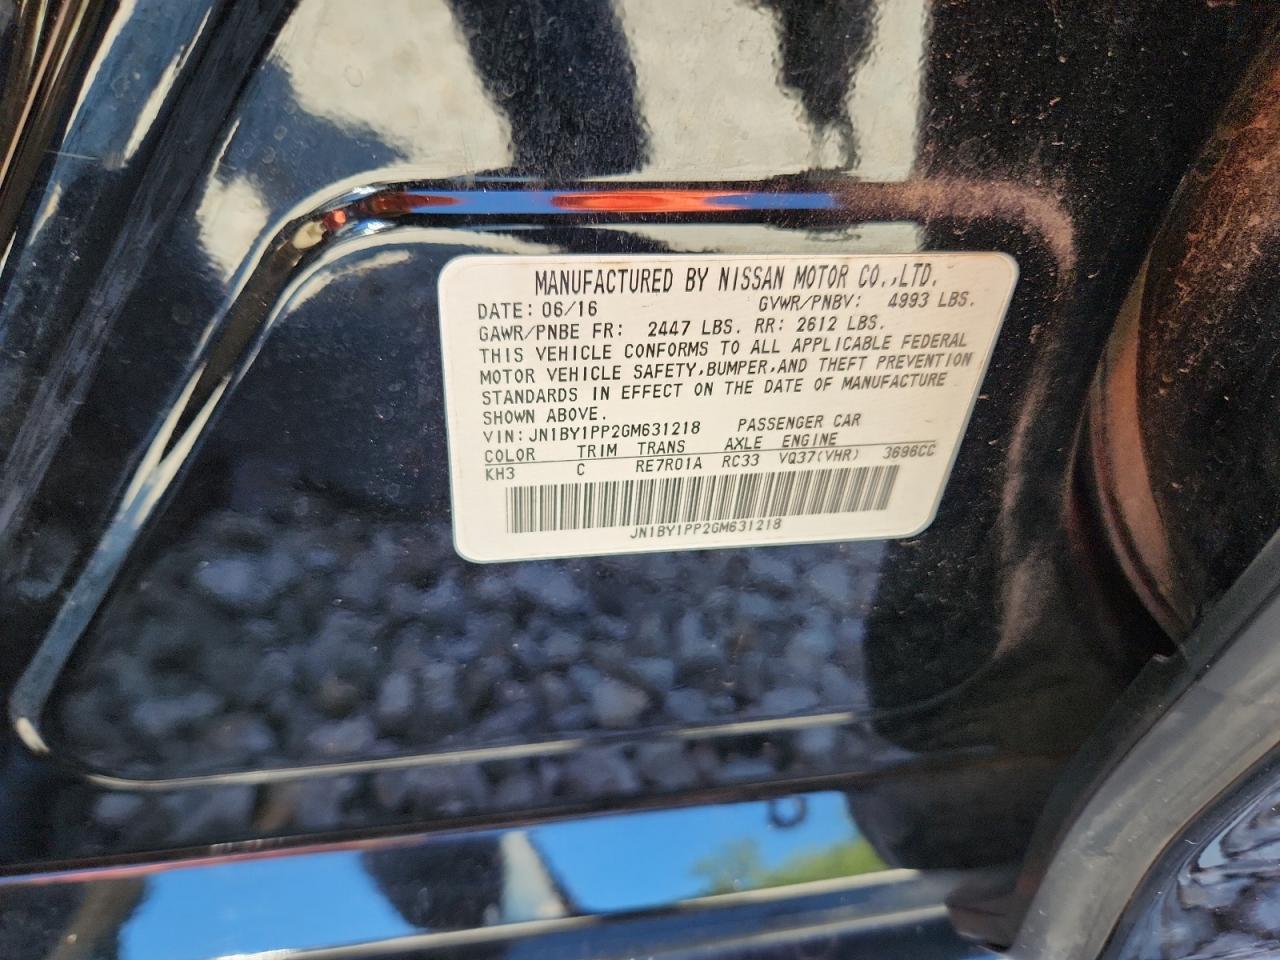 MANUFACTURED BY NISSAN MOTOR CO.,LTD.
DATE: 06/16 GVWR/PNBV: 4993 LBS.
GAWR/PNBE FR: 2447 LBS. RR: 2612 LBS.
THIS VEHICLE CONFORMS TO ALL APPLICABLE FEDERAL
MOTOR VEHICLE SAFETY,BUMPER,AND THEFT PREVENTION
STANDARDS IN EFFECT ON THE DATE OF MANUFACTURE
SHOWN ABOVE.
VIN: JN1BY1PP2GM631218 PASSENGER CAR
COLOR TRIM TRANS AXLE ENGINE
KH3 C RE7R01A RC33 VQ37(VHR) 3696CC
JN1BY1PP2GM631218